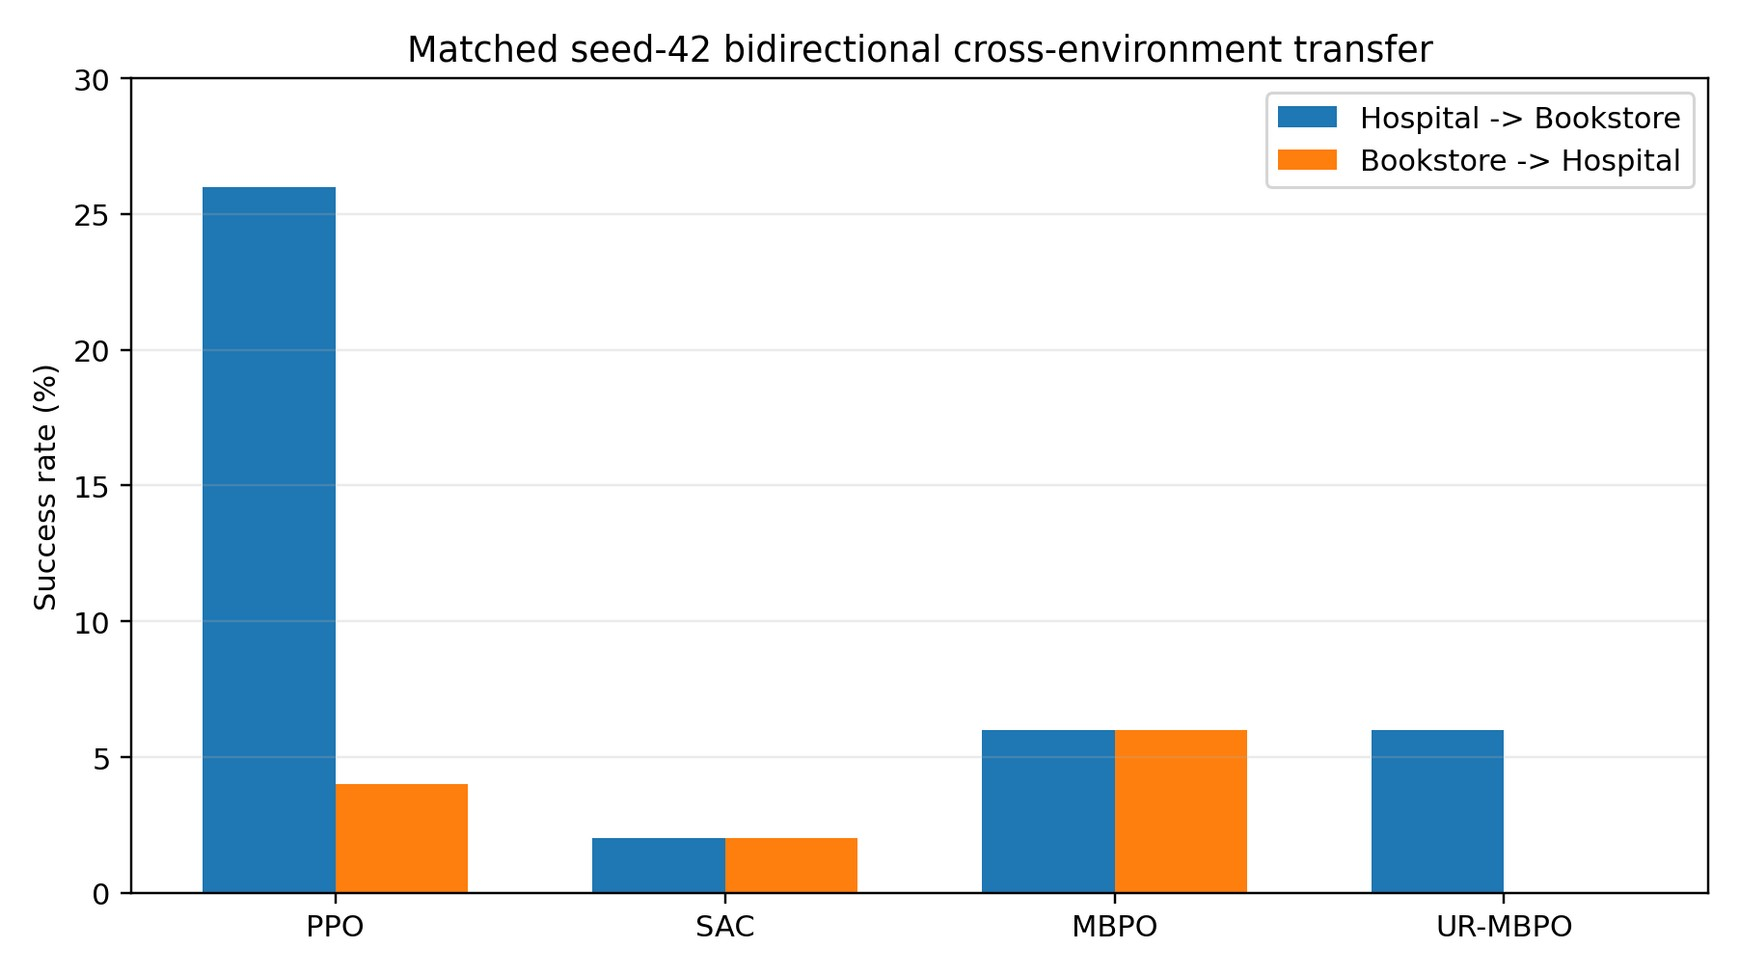 Matched seed-42 bidirectional cross-environment transfer
Hospital -> Bookstore
Bookstore -> Hospital
Success rate (%)
30
25
20
15
10
5
0
PPO
SAC
MBPO
UR-MBPO